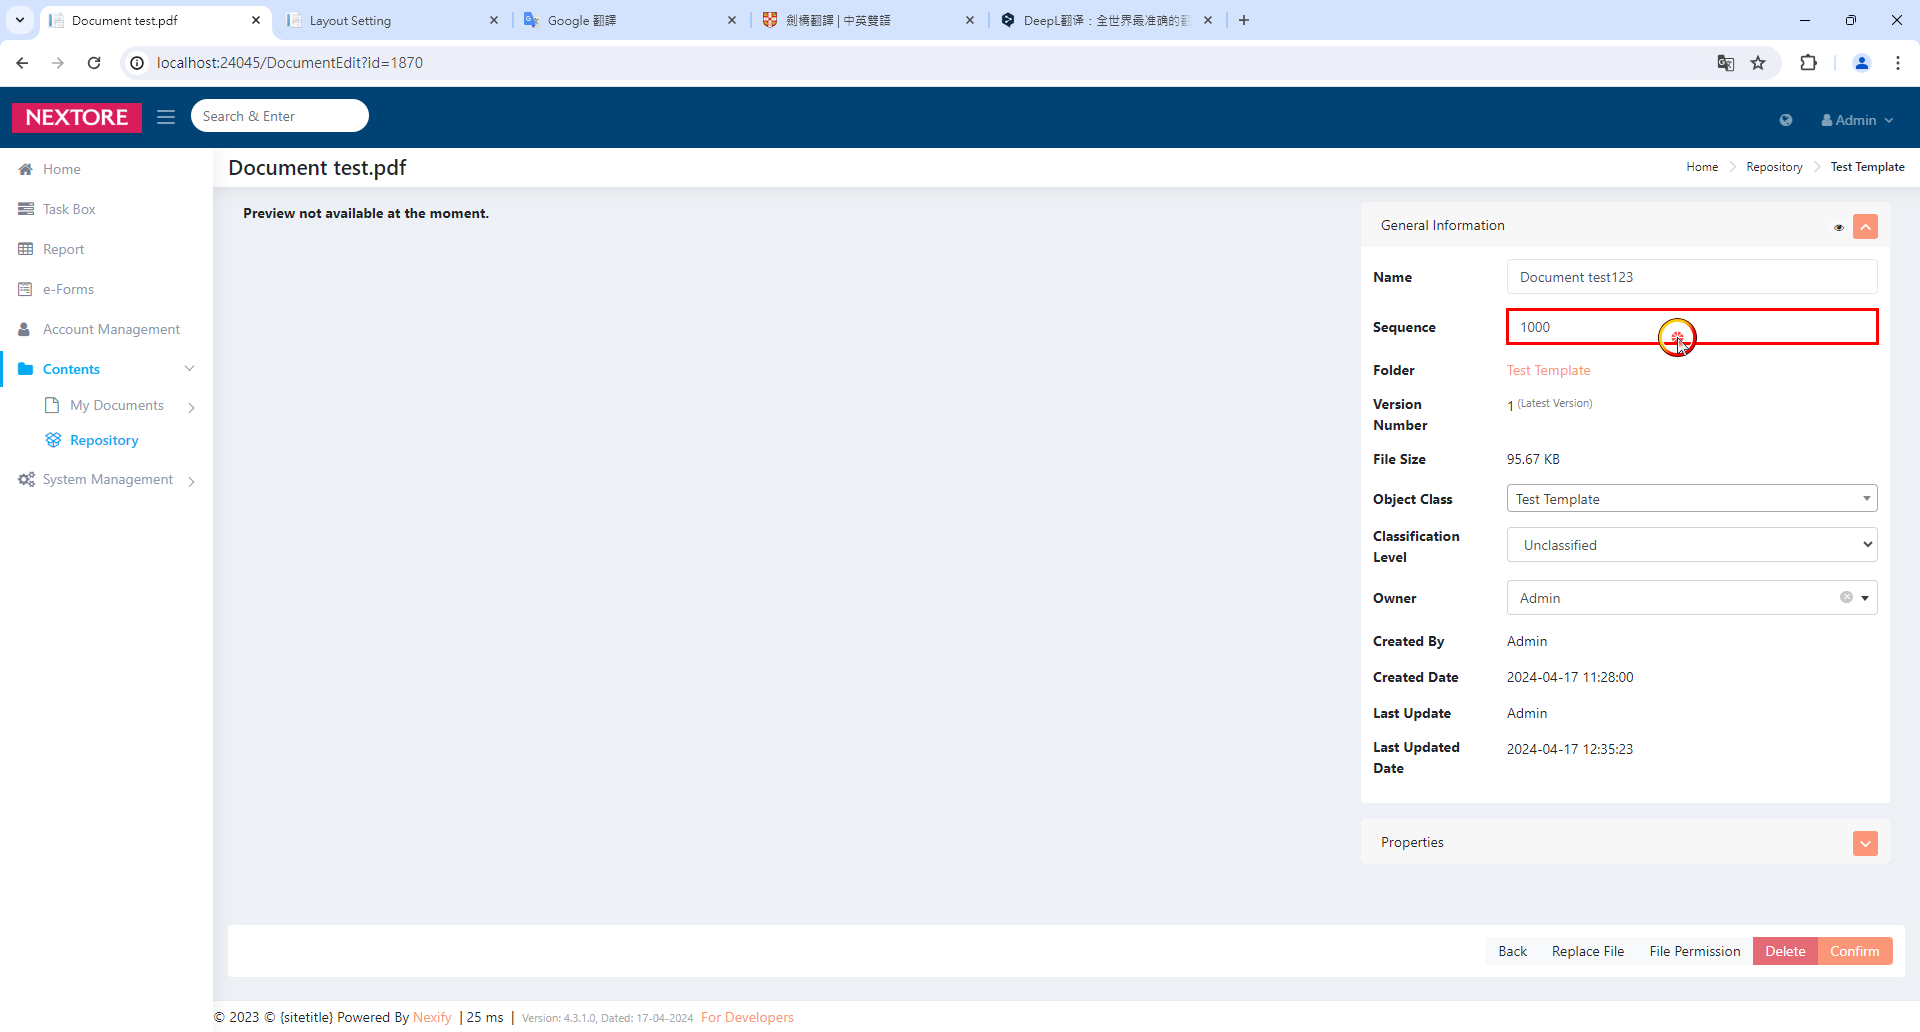 Document test.pdf
Layout Setting
Google 翻譯
劍橋翻譯 | 中英雙語
DeepL翻译：全世界最准确的
localhost:24045/DocumentEdit?id=1870
NEXTORE
Search & Enter
Admin
Home
Task Box
Report
e-Forms
Account Management
Contents
My Documents
Repository
System Management
Document test.pdf
Home
Repository
Test Template
Preview not available at the moment.
General Information
Name
Document test123
Sequence
1000
Folder
Test Template
Version
Number
1 (Latest Version)
File Size
95.67 KB
Object Class
Test Template
Classification
Level
Unclassified
Owner
Admin
Created By
Admin
Created Date
2024-04-17 11:28:00
Last Update
Admin
Last Updated
Date
2024-04-17 12:35:23
Properties
Back
Replace File
File Permission
Delete
Confirm
© 2023 © {sitetitle} Powered By Nexify | 25 ms | Version: 4.3.1.0, Dated: 17-04-2024 For Developers